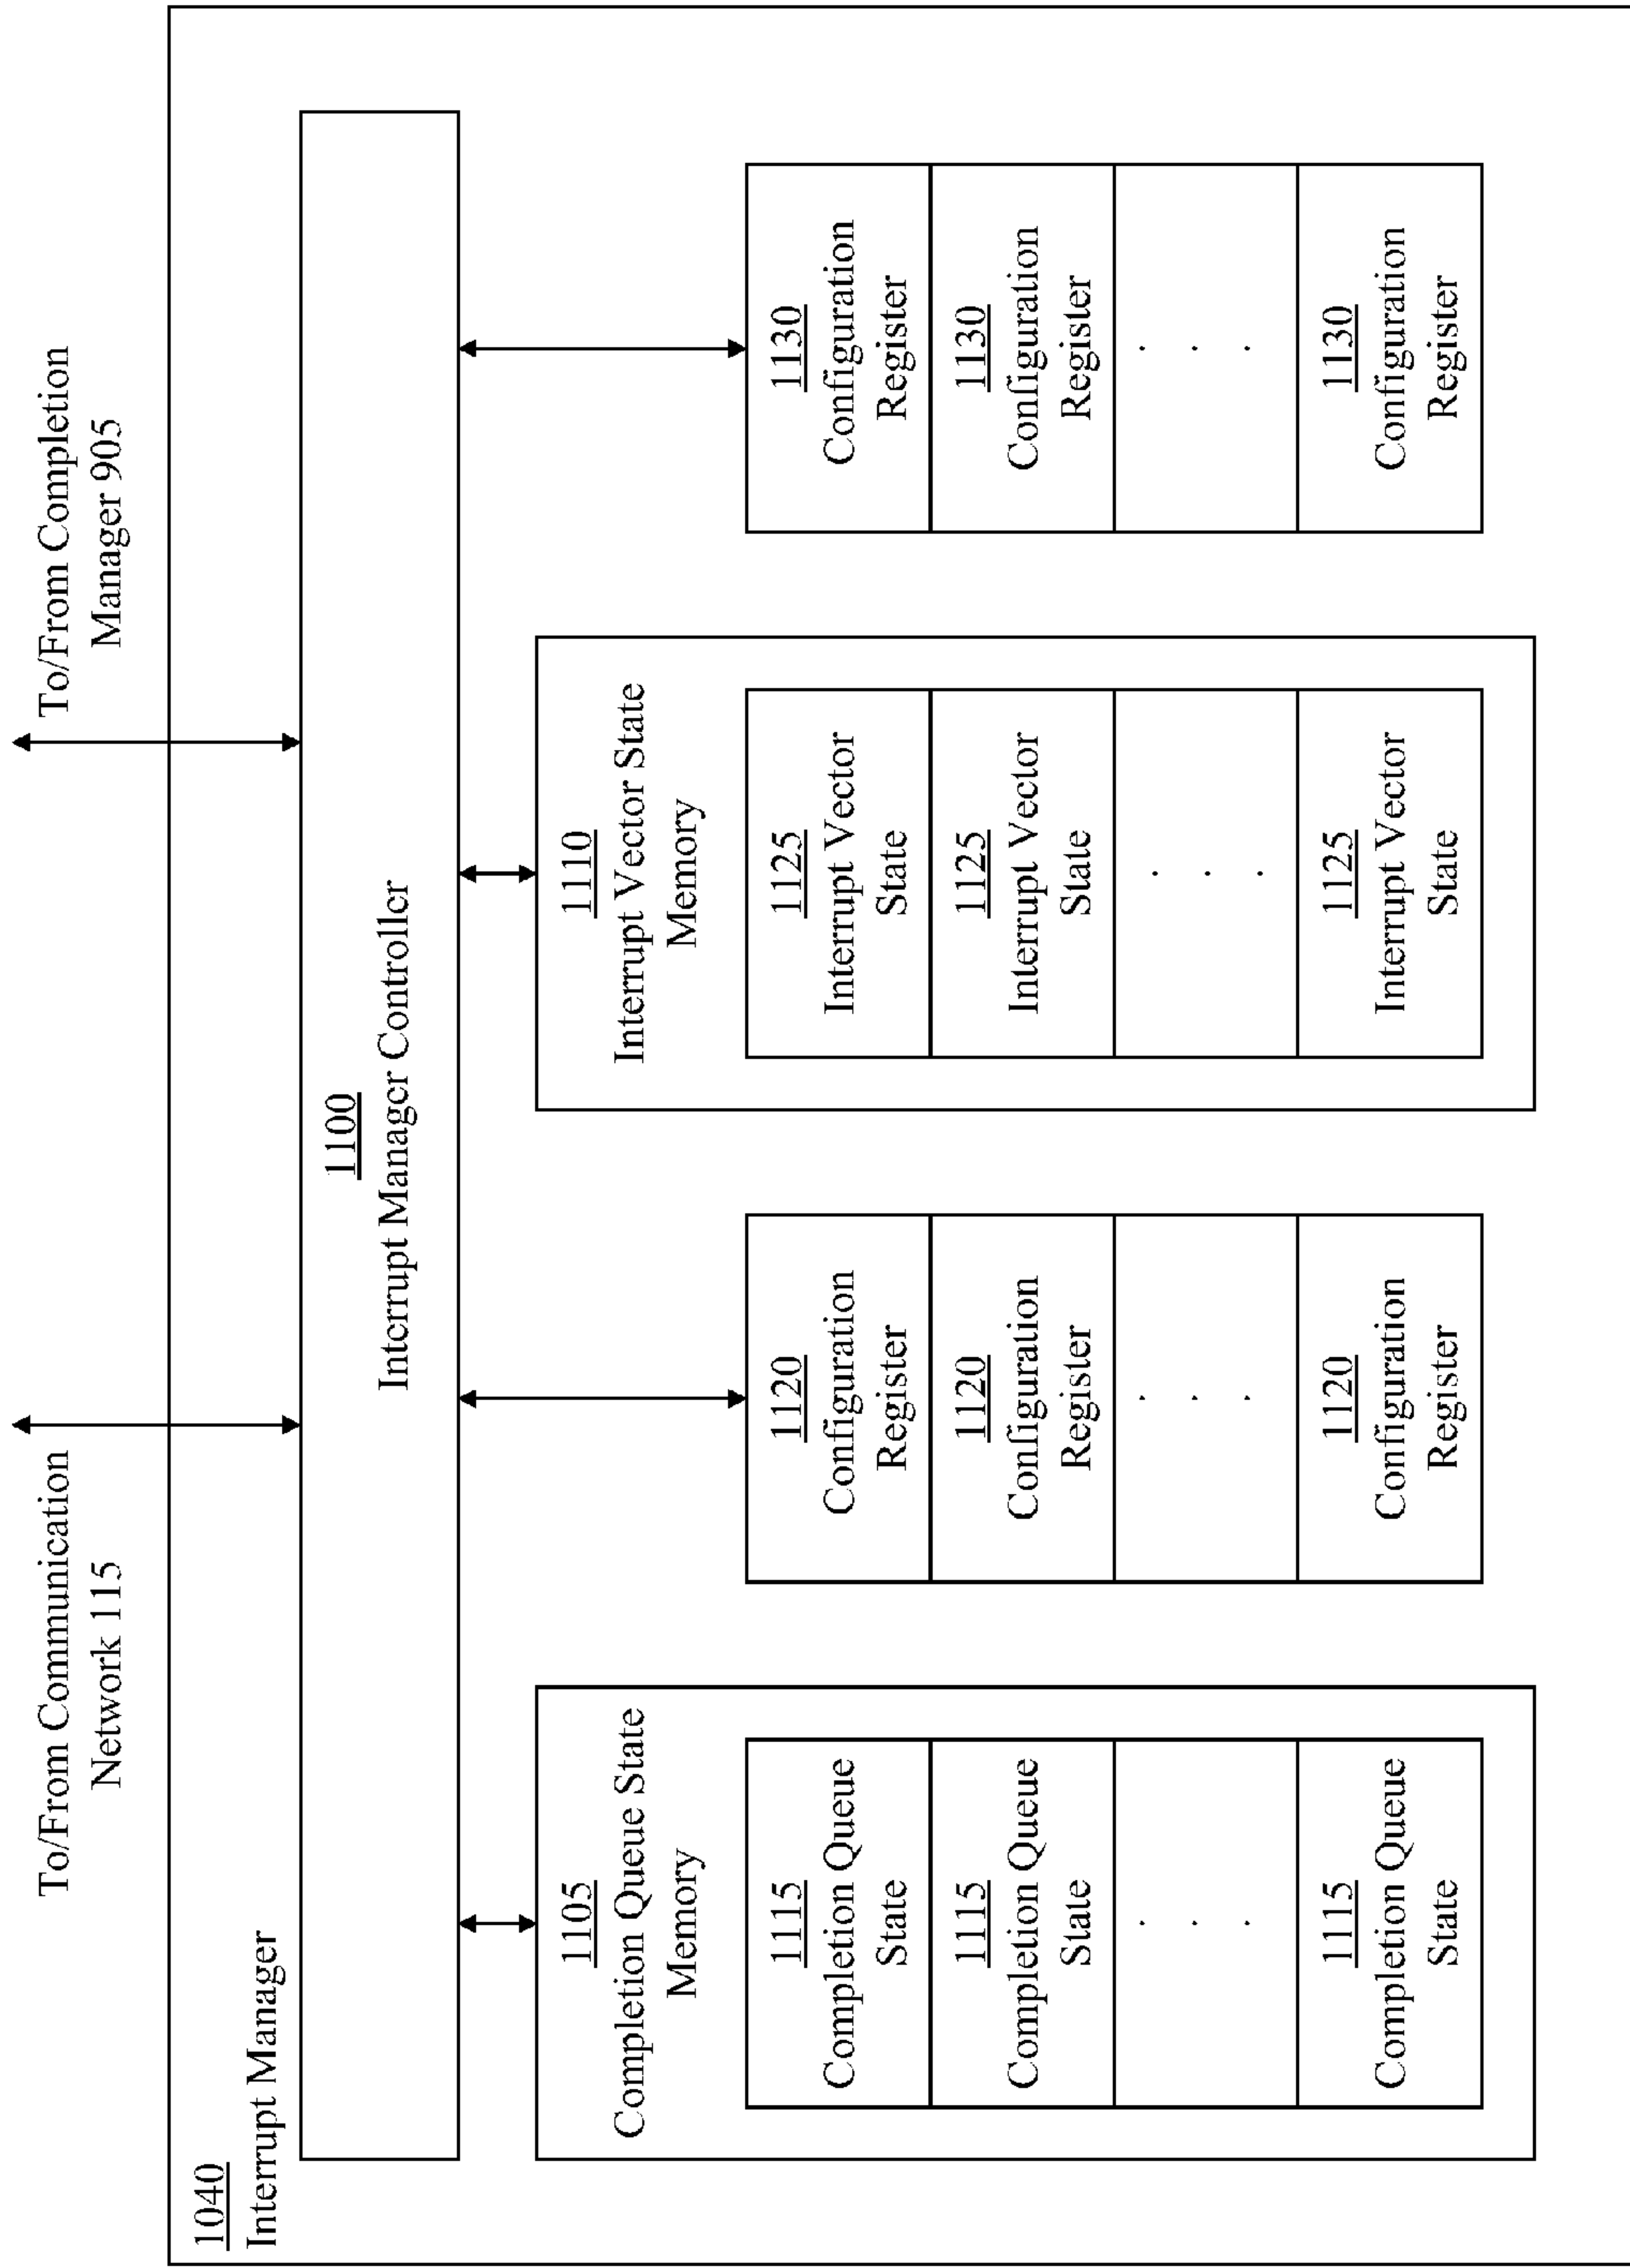 To/From Communication
Network 115
To/From Completion
Manager 905
1040
Interrupt Manager
1100
Interrupt Manager Controller
1105
Completion Queue State
Memory
1115
Completion Queue
State
1115
Completion Queue
State
. . .
1115
Completion Queue
State
1120
Configuration
Register
1120
Configuration
Register
. . .
1120
Configuration
Register
1110
Interrupt Vector State
Memory
1125
Interrupt Vector
State
1125
Interrupt Vector
State
. . .
1125
Interrupt Vector
State
1130
Configuration
Register
1130
Configuration
Register
. . .
1130
Configuration
Register